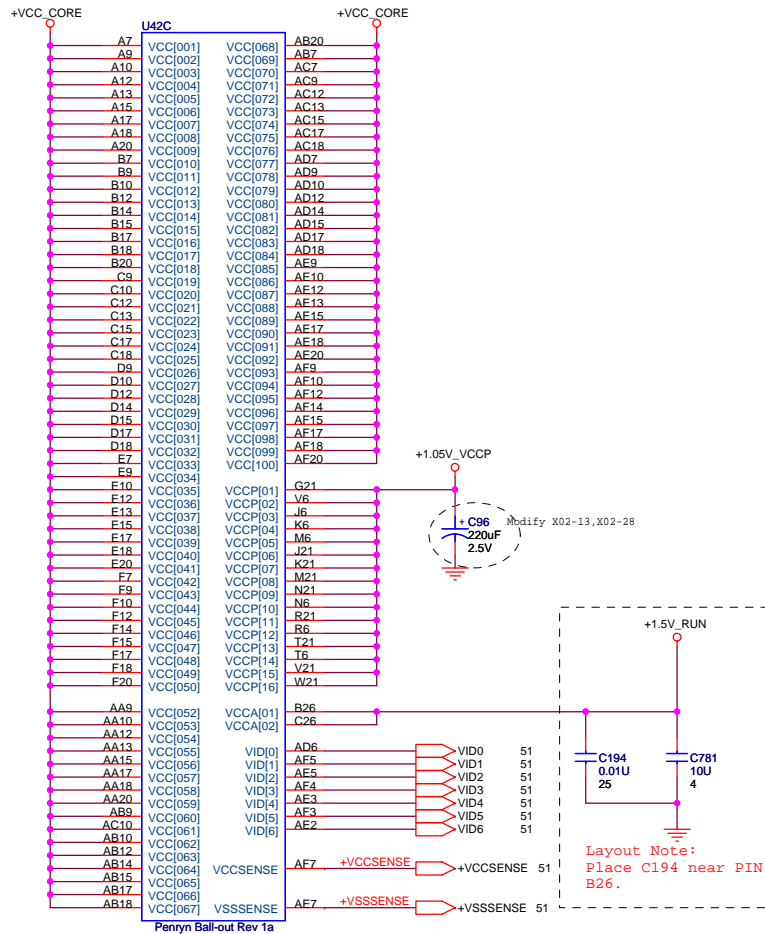 +VCC_CORE +VCC_CORE
U42C
A7 VCC[001] VCC[068] AB20
A9 VCC[002] VCC[069] AB7
A10 VCC[003] VCC[070] AC7
A12 VCC[004] VCC[071] AC9
A13 VCC[005] VCC[072] AC12
A15 VCC[006] VCC[073] AC13
A17 VCC[007] VCC[074] AC15
A18 VCC[008] VCC[075] AC17
A20 VCC[009] VCC[076] AC18
B7 VCC[010] VCC[077] AD7
B9 VCC[011] VCC[078] AD9
B10 VCC[012] VCC[079] AD10
B12 VCC[013] VCC[080] AD12
B14 VCC[014] VCC[081] AD14
B15 VCC[015] VCC[082] AD15
B17 VCC[016] VCC[083] AD17
B18 VCC[017] VCC[084] AD18
B20 VCC[018] VCC[085] AE9
C9 VCC[019] VCC[086] AE10
C10 VCC[020] VCC[087] AE12
C12 VCC[021] VCC[088] AE13
C13 VCC[022] VCC[089] AE15
C15 VCC[023] VCC[090] AE17
C17 VCC[024] VCC[091] AE18
C18 VCC[025] VCC[092] AE20
D9 VCC[026] VCC[093] AF9
D10 VCC[027] VCC[094] AF10
D12 VCC[028] VCC[095] AF12
D14 VCC[029] VCC[096] AF14
D15 VCC[030] VCC[097] AF15
D17 VCC[031] VCC[098] AF17
D18 VCC[032] VCC[099] AF18
E7 VCC[033] VCC[100] AF20
E9 VCC[034]
E10 VCC[035] VCCP[01] G21
E12 VCC[036] VCCP[02] V6
E13 VCC[037] VCCP[03] J6
E15 VCC[038] VCCP[04] K6
E17 VCC[039] VCCP[05] M6
E18 VCC[040] VCCP[06] J21
E20 VCC[041] VCCP[07] K21
F7 VCC[042] VCCP[08] M21
F9 VCC[043] VCCP[09] N21
F10 VCC[044] VCCP[10] N6
F12 VCC[045] VCCP[11] R21
F14 VCC[046] VCCP[12] R6
F15 VCC[047] VCCP[13] T21
F17 VCC[048] VCCP[14] T6
F18 VCC[049] VCCP[15] V21
F20 VCC[050] VCCP[16] W21
AA9 VCC[052] VCCA[01] B26
AA10 VCC[053] VCCA[02] C26
AA12 VCC[054]
AA13 VCC[055] VID[0] AD6 VID0 51
AA15 VCC[056] VID[1] AF5 VID1 51
AA17 VCC[057] VID[2] AE5 VID2 51
AA18 VCC[058] VID[3] AF4 VID3 51
AA20 VCC[059] VID[4] AE3 VID4 51
AB9 VCC[060] VID[5] AF3 VID5 51
AC10 VCC[061] VID[6] AE2 VID6 51
AB10 VCC[062]
AB12 VCC[063]
AB14 VCC[064] VCCSENSE AF7 +VCCSENSE +VCCSENSE 51
AB15 VCC[065]
AB17 VCC[066]
AB18 VCC[067] VSSSENSE AE7 +VSSSENSE +VSSSENSE 51
Penryn Ball-out Rev 1a
+1.05V_VCCP
+ C96
220uF
2.5V
Modify X02-13,X02-28
+1.5V_RUN
C194
0.01U
25
C781
10U
4
Layout Note:
Place C194 near PIN
B26.